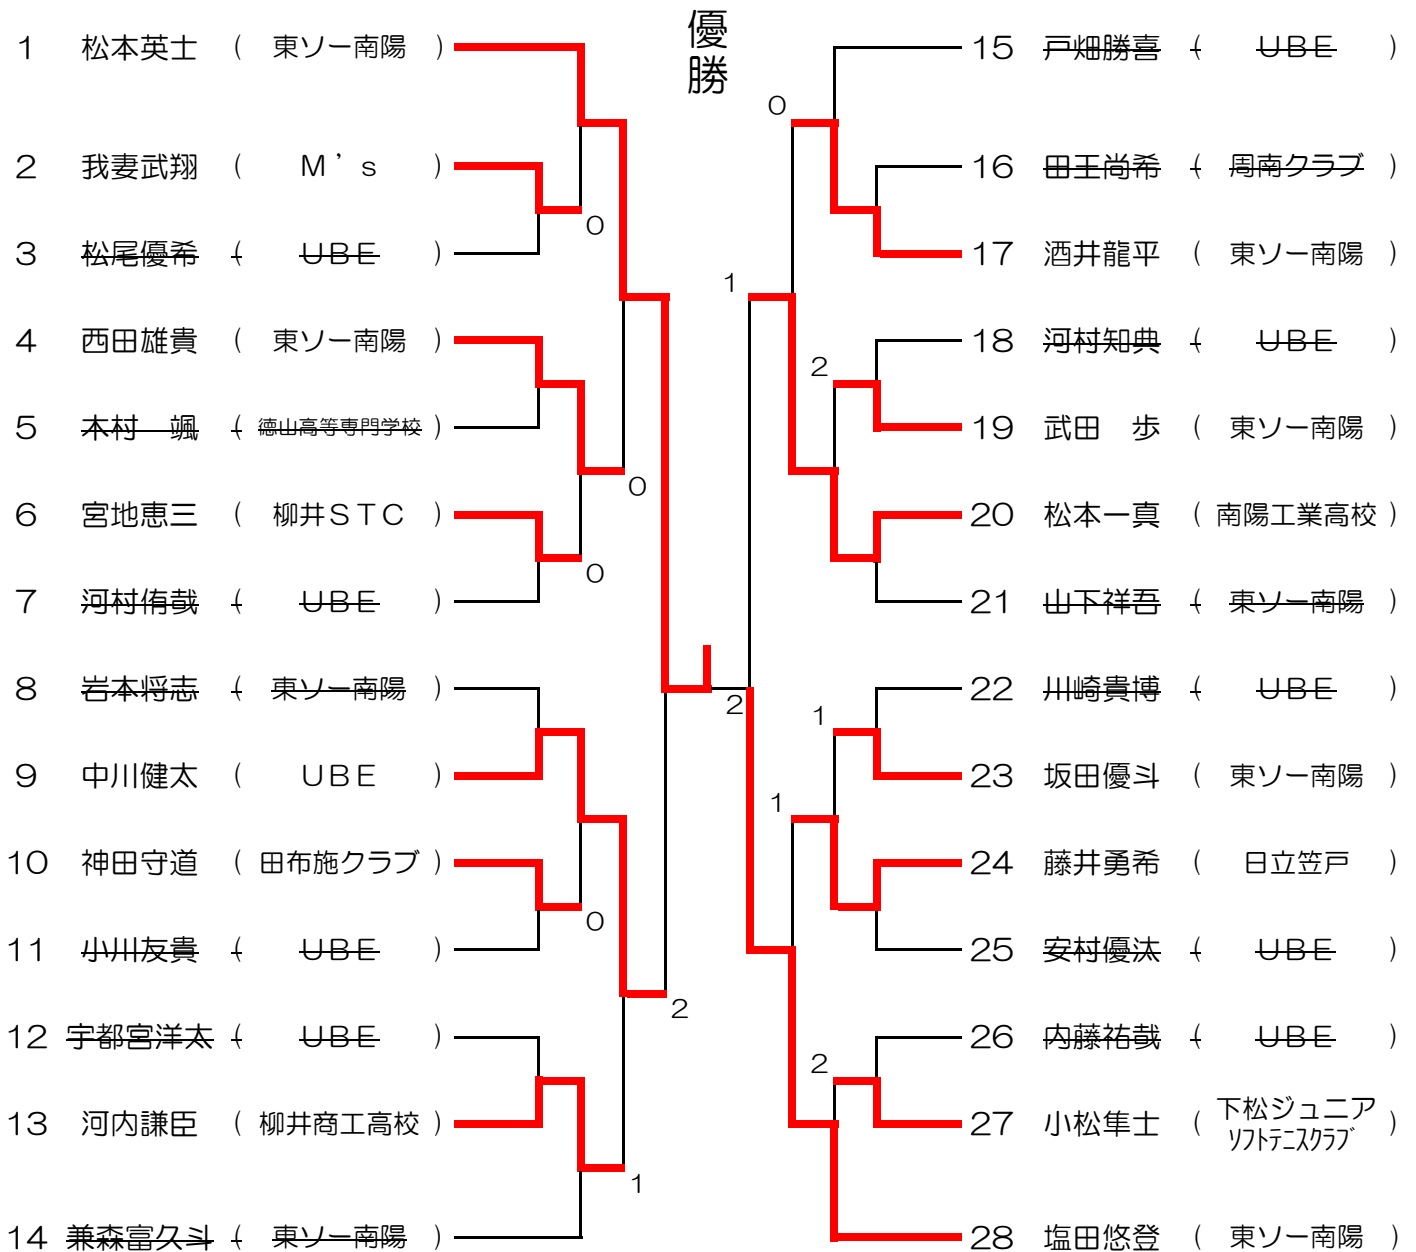 優勝
1 松本英士 ( 東ソー南陽 )
2 我妻武翔 ( M's )
3 松尾優希 ( UBE )
4 西田雄貴 ( 東ソー南陽 )
5 木村 颯 ( 徳山高等専門学校 )
6 宮地恵三 ( 柳井STC )
7 河村侑哉 ( UBE )
8 岩本将志 ( 東ソー南陽 )
9 中川健太 ( UBE )
10 神田守道 ( 田布施クラブ )
11 小川友貴 ( UBE )
12 宇都宮洋太 ( UBE )
13 河内謙臣 ( 柳井商工高校 )
14 兼森富久斗 ( 東ソー南陽 )
0
0
0
0
2
1
2
0
1
2
1
1
2
15 戸畑勝喜 ( UBE )
16 田王尚希 ( 周南クラブ )
17 酒井龍平 ( 東ソー南陽 )
18 河村知典 ( UBE )
19 武田 歩 ( 東ソー南陽 )
20 松本一真 ( 南陽工業高校 )
21 山下祥吾 ( 東ソー南陽 )
22 川崎貴博 ( UBE )
23 坂田優斗 ( 東ソー南陽 )
24 藤井勇希 ( 日立笠戸 )
25 安村優汰 ( UBE )
26 内藤祐哉 ( UBE )
27 小松隼士 ( 下松ジュニア
ソフトテニスクラブ )
28 塩田悠登 ( 東ソー南陽 )